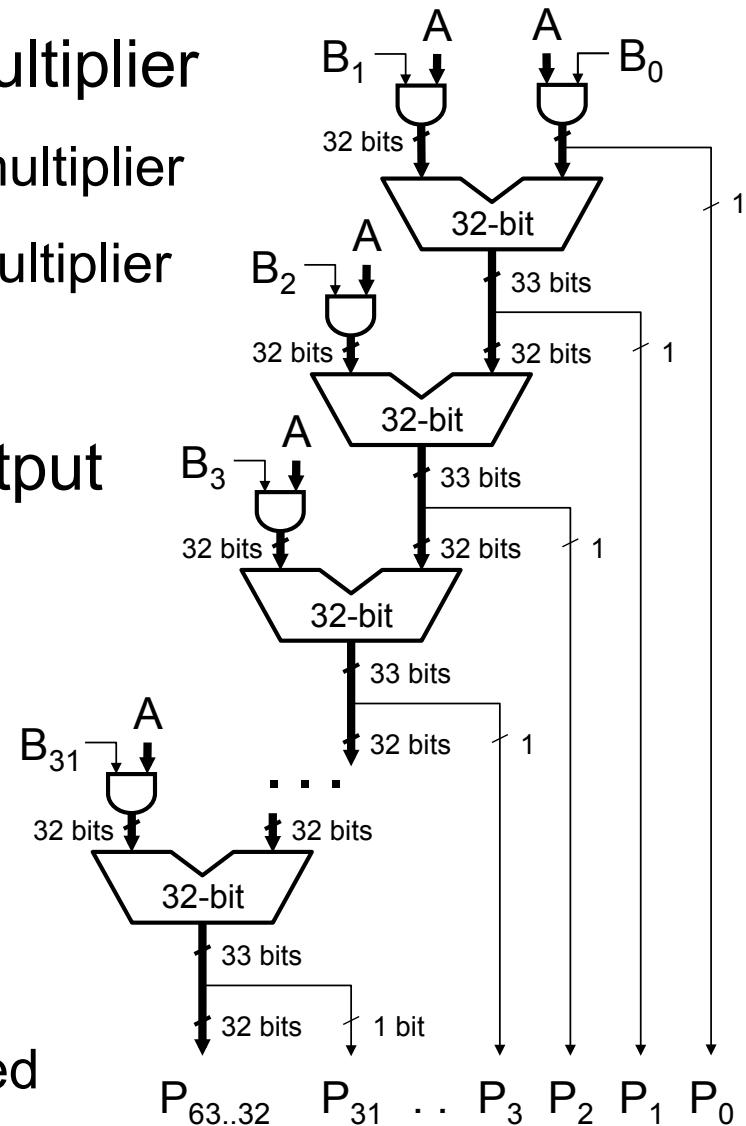 ultiplier
nultiplier
ultiplier
tput
ed
B1 A A B0
32 bits
1
32-bit
33 bits
B2 A
32 bits 32 bits 1
32-bit
33 bits
B3 A
32 bits 32 bits 1
32-bit
33 bits
B31 A
32 bits 1
. . .
32 bits 32 bits
32-bit
33 bits
32 bits 1 bit
P63..32 P31 . . P3 P2 P1 P0